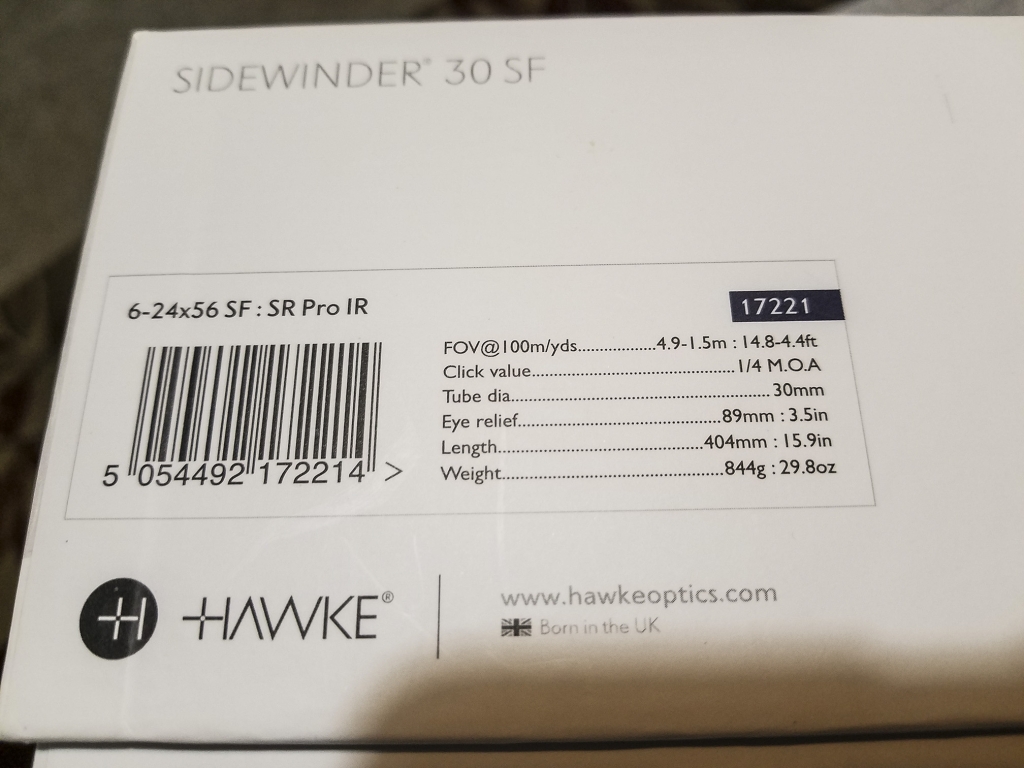 SIDEWINDER® 30 SF
6-24x56 SF : SR Pro IR
17221
FOV@100m/yds..................4.9-1.5m : 14.8-4.4ft
Click value...............................................1/4 M.O.A
Tube dia............................................................30mm
Eye relief...............................................89mm : 3.5in
Length................................................404mm : 15.9in
Weight....................................................844g : 29.8oz
5 054492 172214 >
HAWKE®
www.hawkeoptics.com
Born in the UK